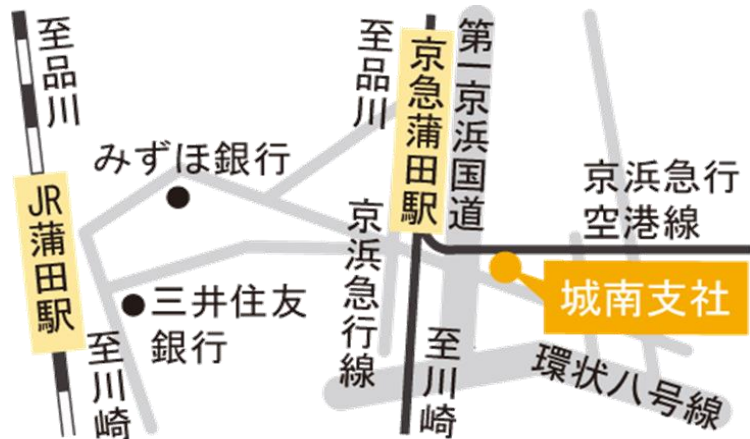 至品川
JR蒲田駅
至川崎
みずほ銀行
三井住友
銀行
至品川
京急蒲田駅
第一京浜国道
京浜急行線
至川崎
京浜急行
空港線
城南支社
環状八号線